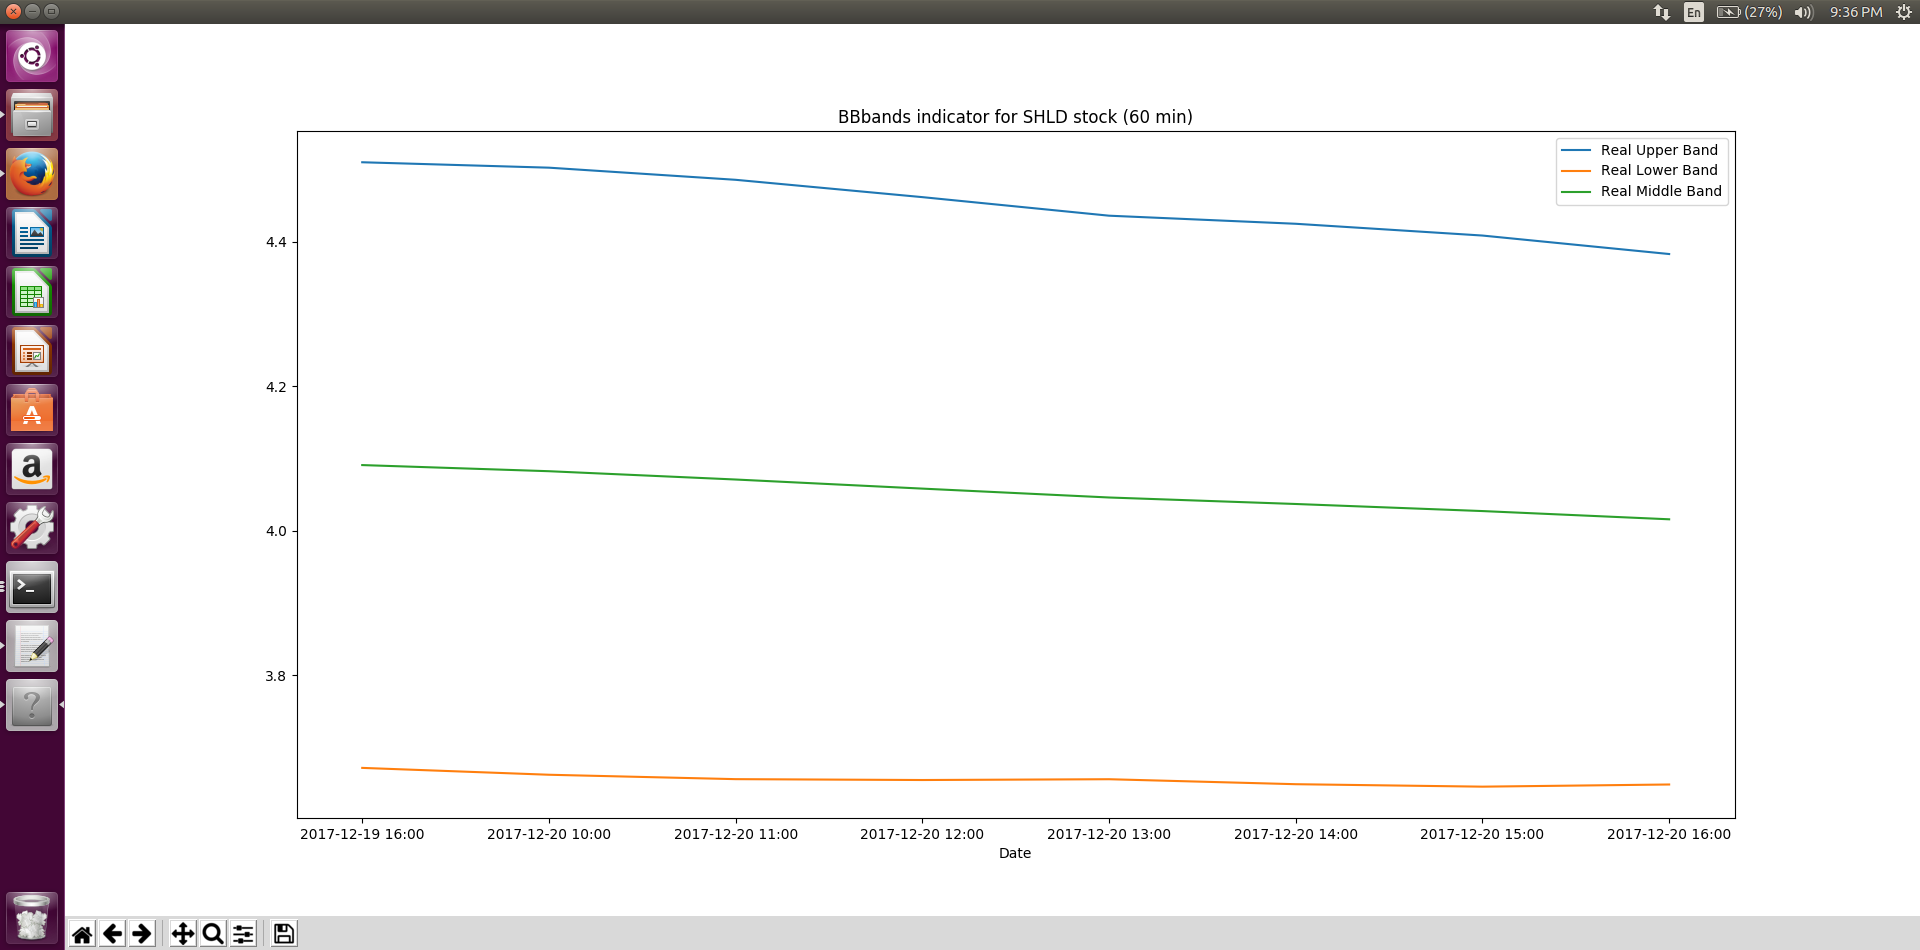 En (27%) 9:36 PM
BBbands indicator for SHLD stock (60 min)
Real Upper Band
Real Lower Band
Real Middle Band
4.4
4.2
4.0
3.8
2017-12-19 16:00 2017-12-20 10:00 2017-12-20 11:00 2017-12-20 12:00 2017-12-20 13:00 2017-12-20 14:00 2017-12-20 15:00 2017-12-20 16:00
Date